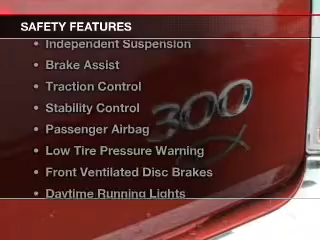 SAFETY FEATURES
• Independent Suspension
• Brake Assist
• Traction Control
• Stability Control
• Passenger Airbag
• Low Tire Pressure Warning
• Front Ventilated Disc Brakes
• Daytime Running Lights
300